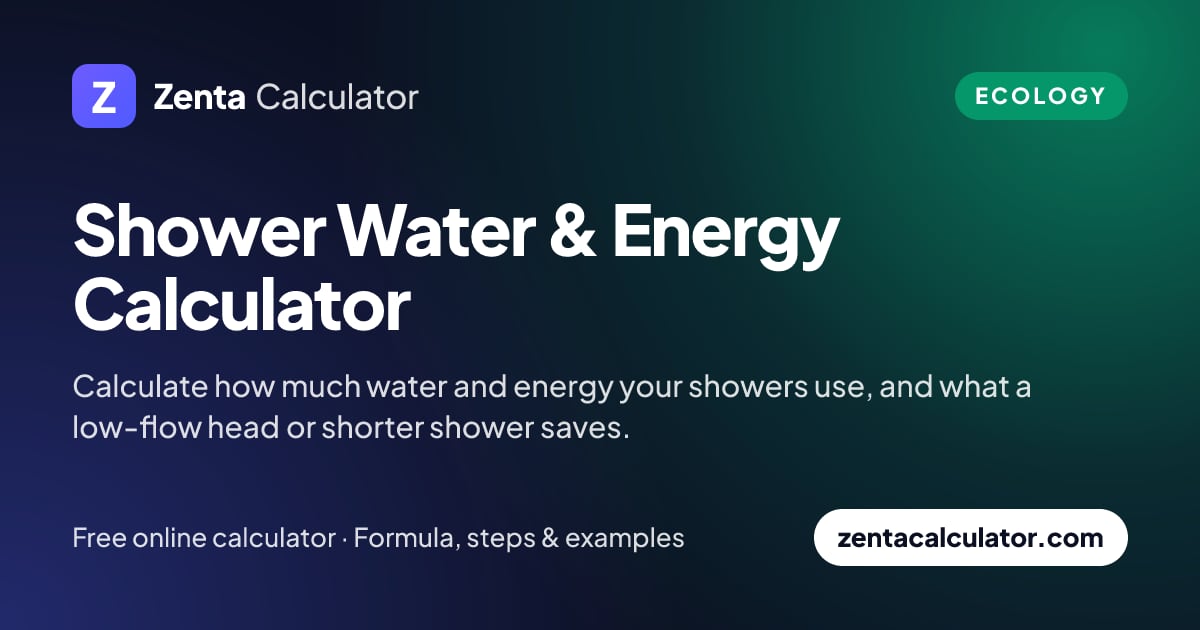 Z Zenta Calculator
ECOLOGY
Shower Water & Energy
Calculator
Calculate how much water and energy your showers use, and what a
low-flow head or shorter shower saves.
Free online calculator · Formula, steps & examples
zentacalculator.com